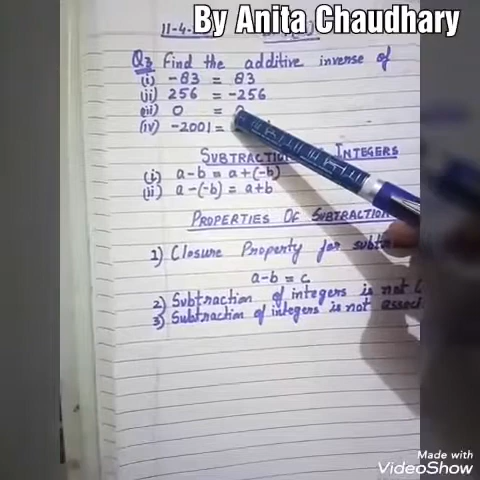 By Anita Chaudhary
11-4-
Q3 Find the additive inverse of
(i) -83 = 83
(ii) 256 = -256
(iii) 0 =
(iv) -2001 =
SUBTRACTION INTEGERS
(i) a-b = a+(-b)
(ii) a-(-b) = a+b
PROPERTIES OF SUBTRACTION
1) Closure Property for
a-b = c
2) Subtraction of integers is not
3) Subtraction of integers is not
Made with
VideoShow